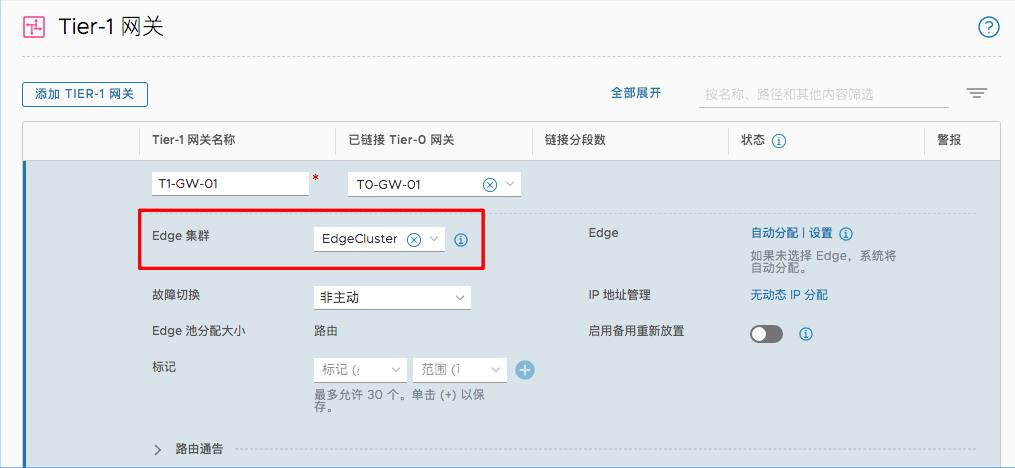 Tier-1 网关
添加 TIER-1 网关
全部展开
按名称、路径和其他内容筛选
Tier-1 网关名称
已链接 Tier-0 网关
链接分段数
状态
警报
T1-GW-01
*
T0-GW-01
Edge 集群
EdgeCluster
Edge
自动分配 | 设置
如果未选择 Edge，系统将
自动分配。
故障切换
非主动
IP 地址管理
无动态 IP 分配
Edge 池分配大小
路由
启用备用重新放置
标记
标记 (
范围 (
最多允许 30 个。单击 (+) 以保
存。
路由通告